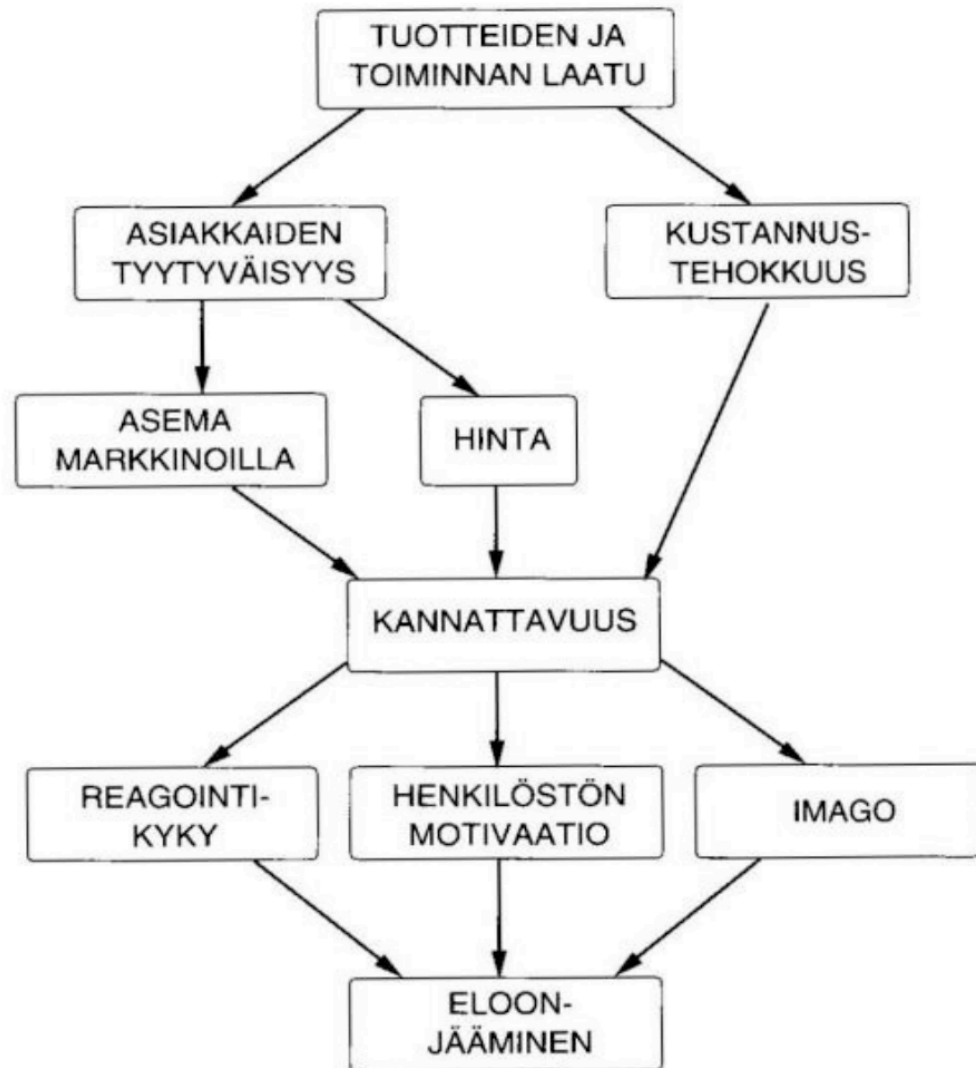 TUOTTEIDEN JA
TOIMINNAN LAATU
ASIAKKAIDEN
TYYTYVÄISYYS
KUSTANNUS-
TEHOKKUUS
ASEMA
MARKKINOILLA
HINTA
KANNATTAVUUS
REAGOINTI-
KYKY
HENKILÖSTÖN
MOTIVAATIO
IMAGO
ELOON-
JÄÄMINEN